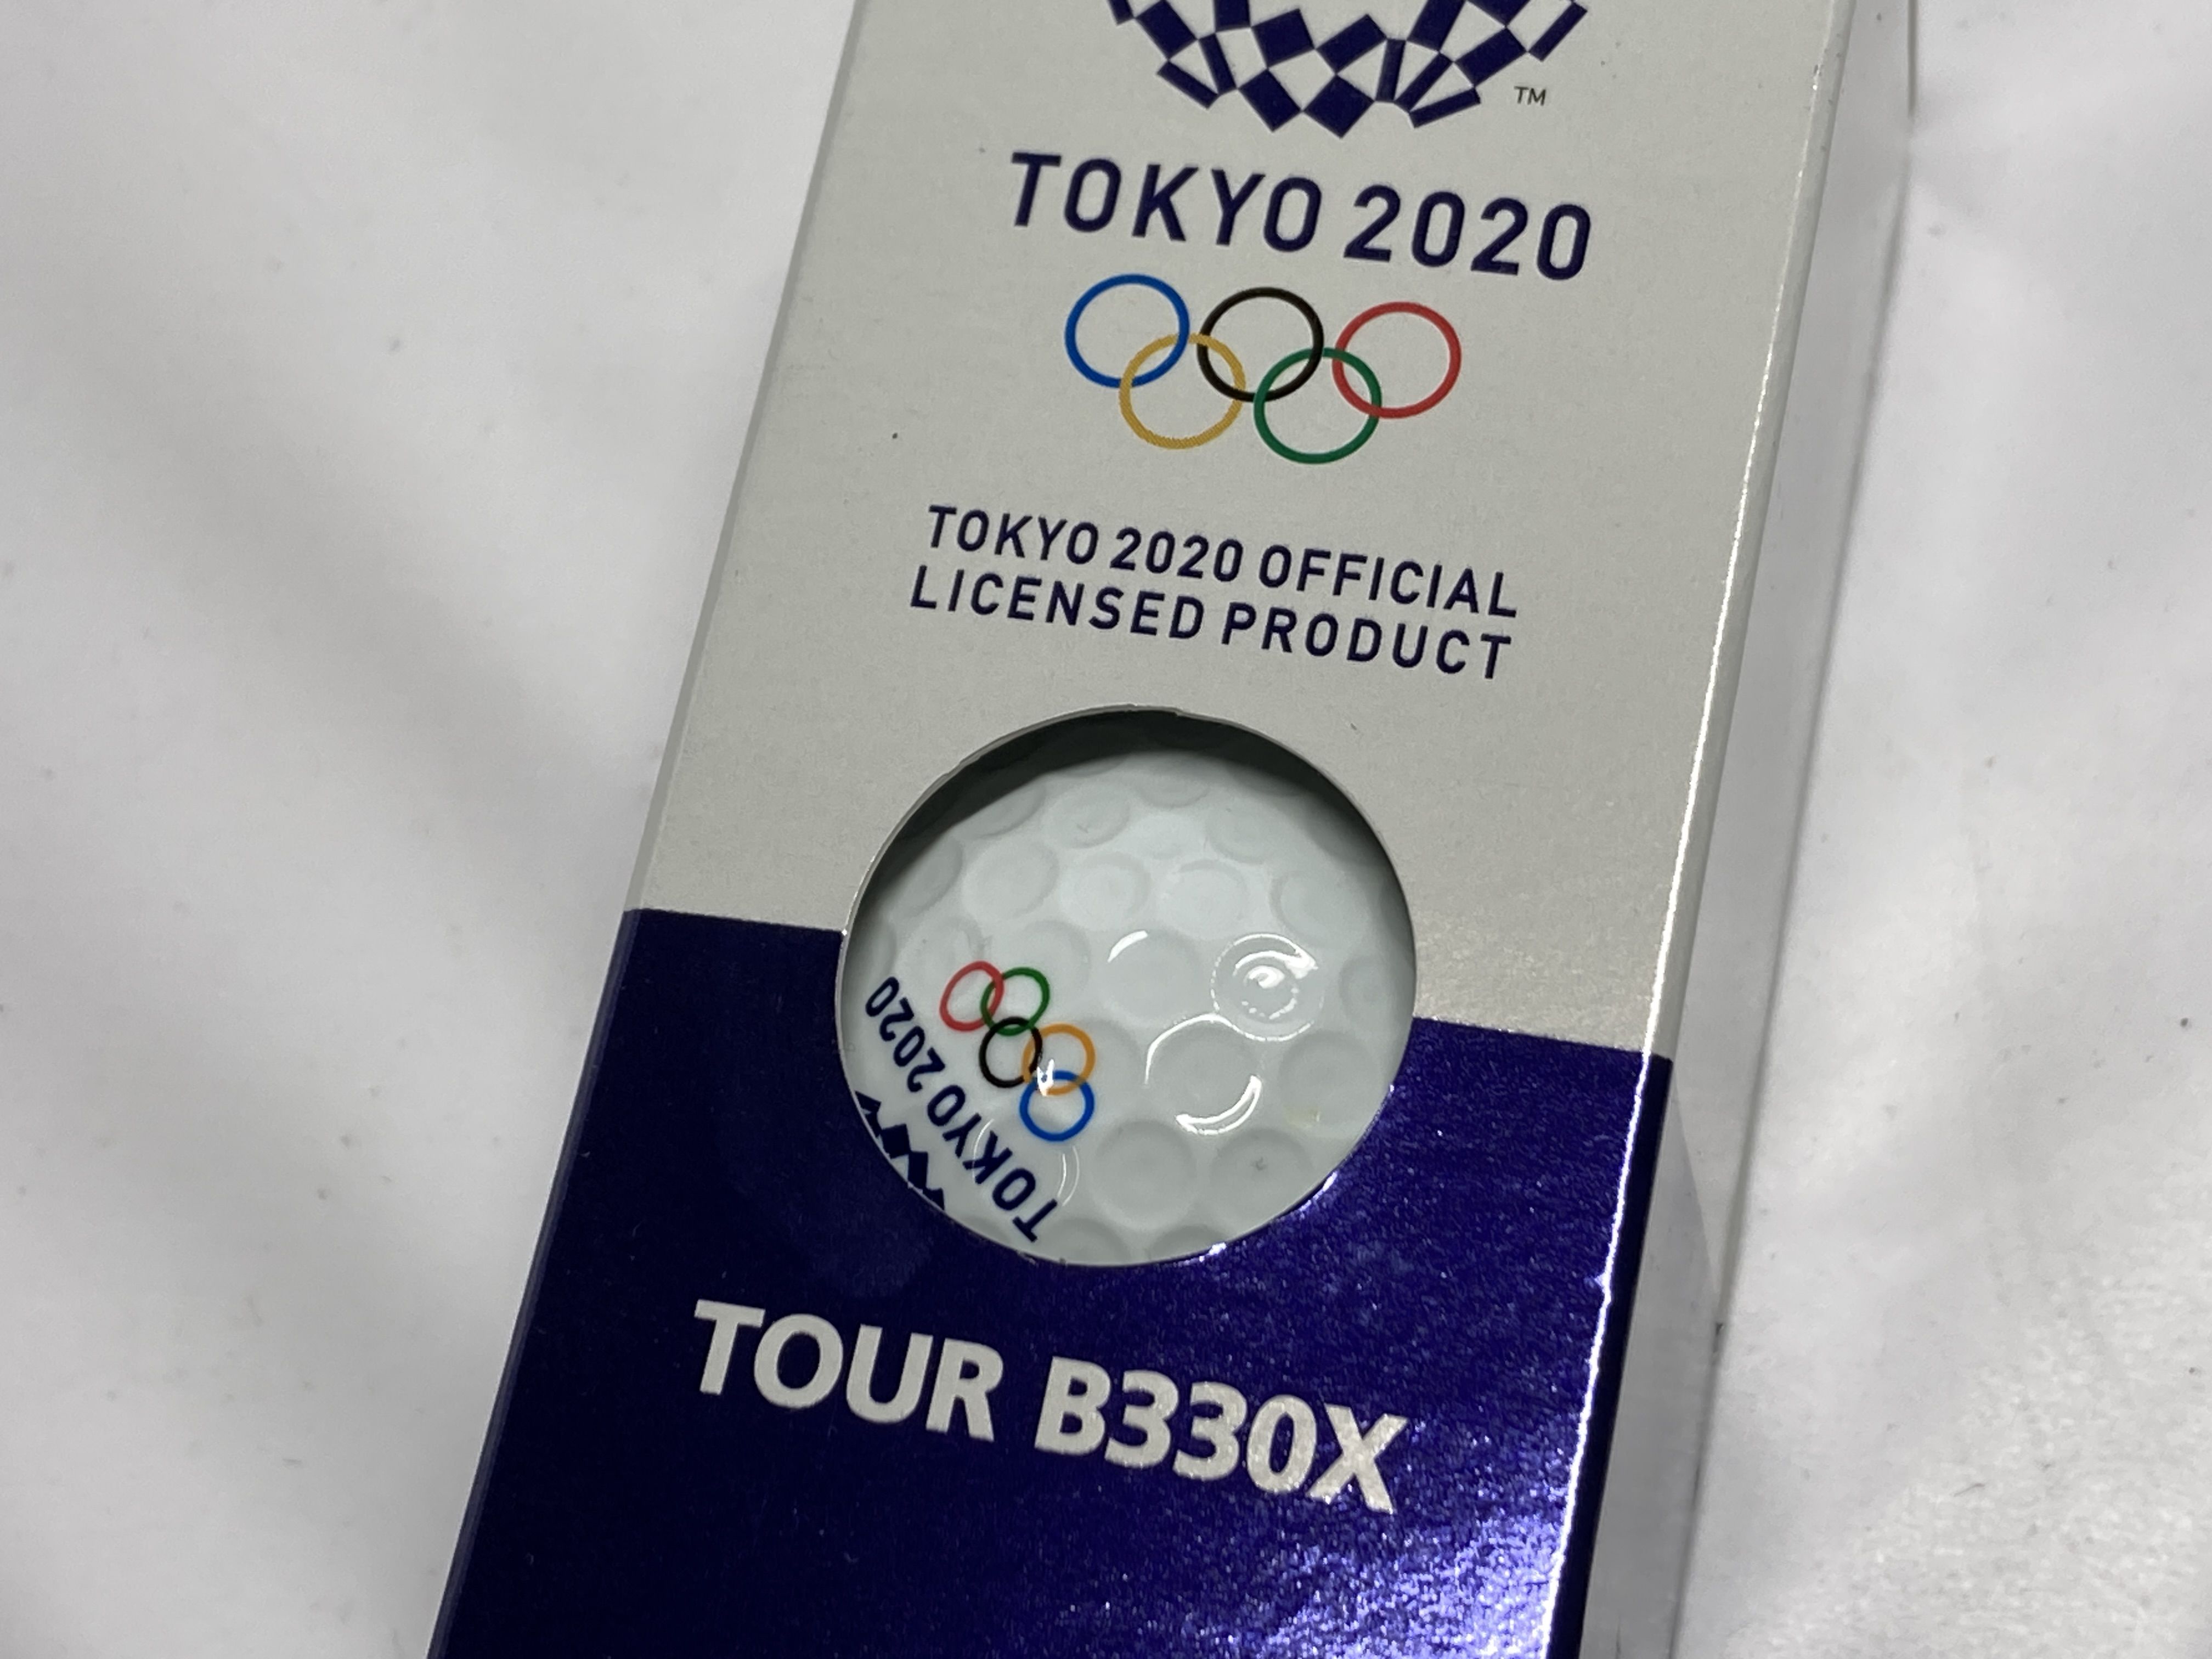 TM
TOKYO 2020
TOKYO 2020 OFFICIAL
LICENSED PRODUCT
TOKYO 2020
TOUR B330X